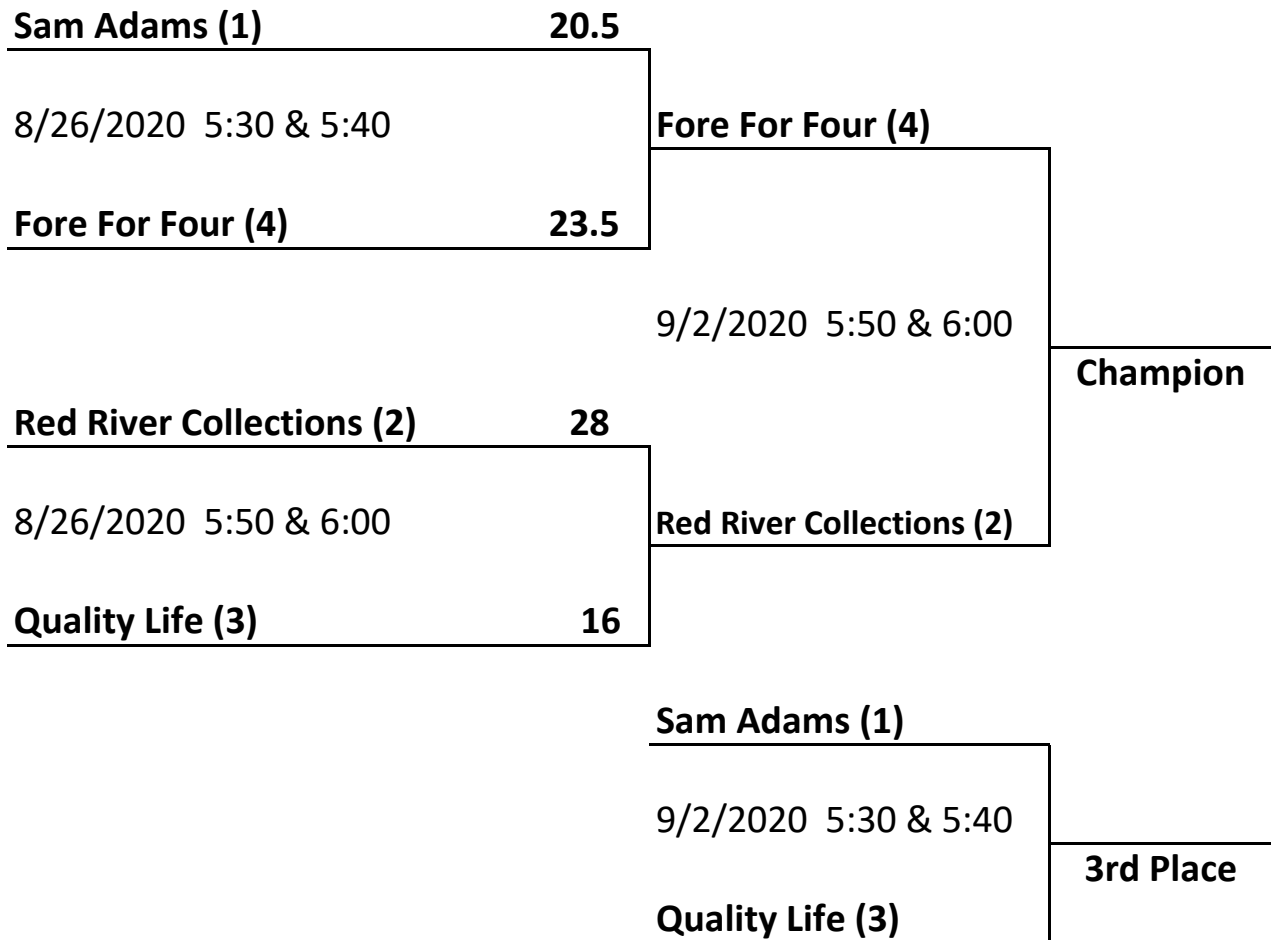 Sam Adams (1) 20.5
8/26/2020 5:30 & 5:40
Fore For Four (4)
Fore For Four (4) 23.5
9/2/2020 5:50 & 6:00
Champion
Red River Collections (2) 28
8/26/2020 5:50 & 6:00
Red River Collections (2)
Quality Life (3) 16
Sam Adams (1)
9/2/2020 5:30 & 5:40
3rd Place
Quality Life (3)